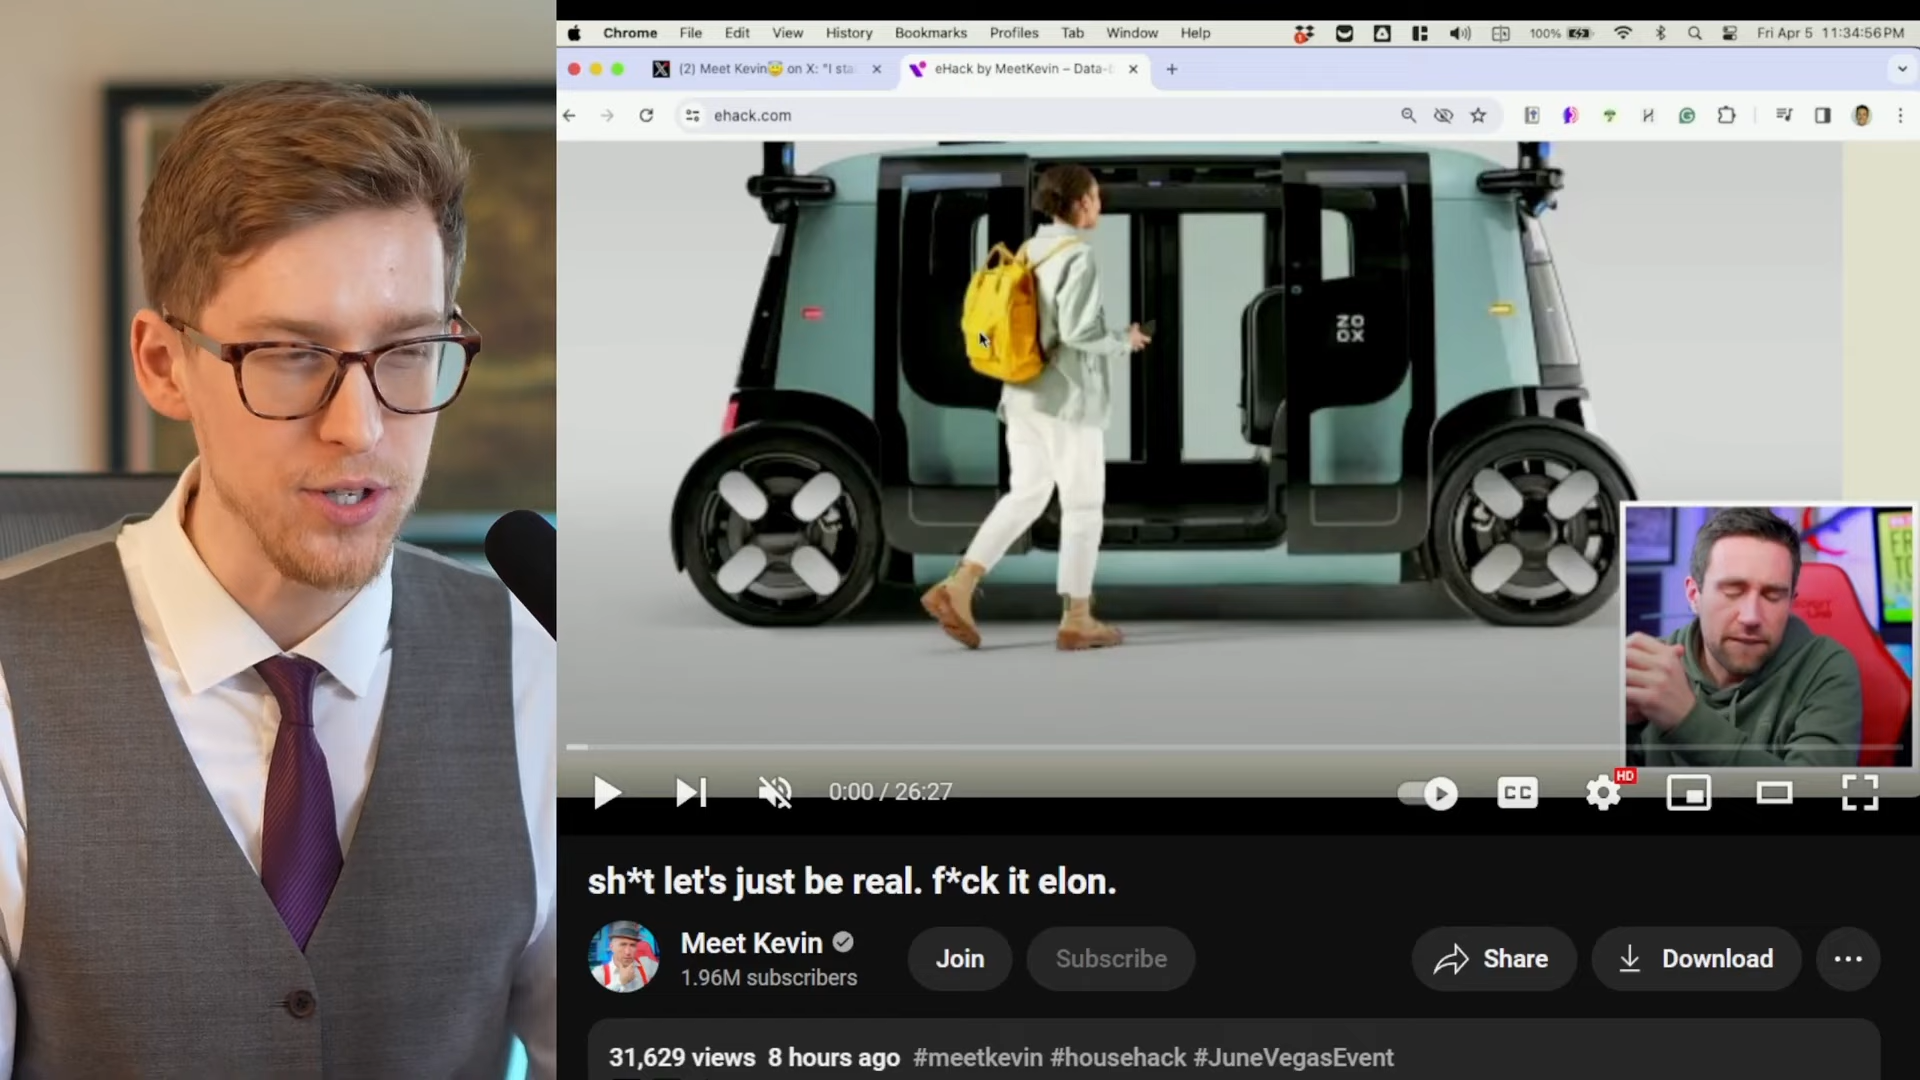 Chrome File Edit View History Bookmarks Profiles Tab Window Help 100% Fri Apr 5 11:34:56 PM
(2) Meet Kevin😇 on X: "I sta
eHack by MeetKevin – Data-
ehack.com
ZO
OX
0:00 / 26:27
CC
HD
sh*t let's just be real. f*ck it elon.
Meet Kevin
1.96M subscribers
Join
Subscribe
Share
Download
31,629 views 8 hours ago #meetkevin #househack #JuneVegasEvent